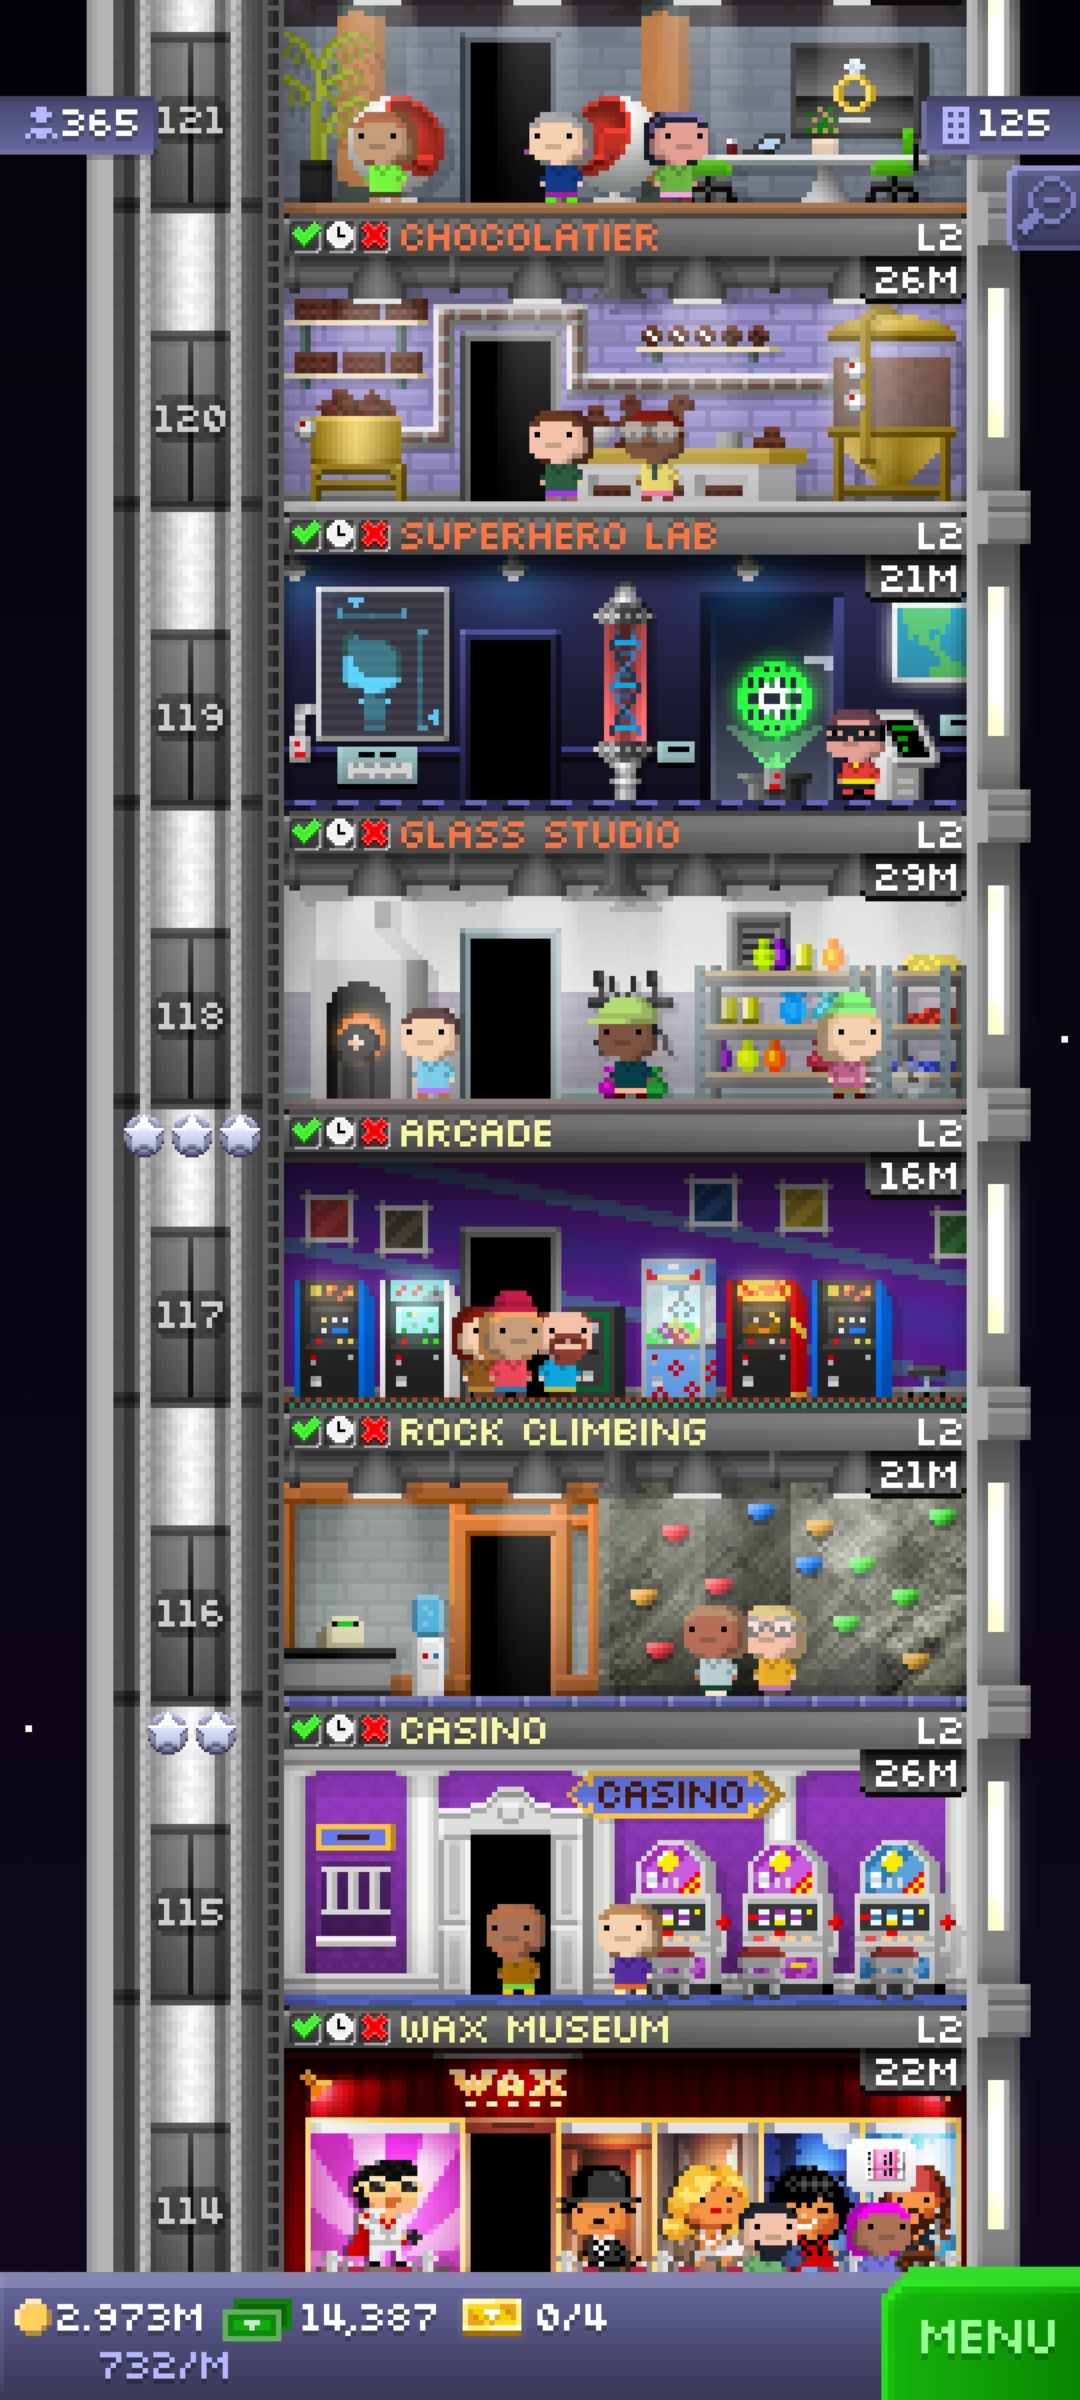 365
121
125
CHOCOLATIER L2
26M
120
SUPERHERO LAB L2
21M
119
GLASS STUDIO L2
29M
118
ARCADE L2
16M
117
ROCK CLIMBING L2
21M
116
CASINO L2
26M
CASINO
115
WAX MUSEUM L2
22M
WAX
114
2.973M 14,387 0/4
732/M
MENU